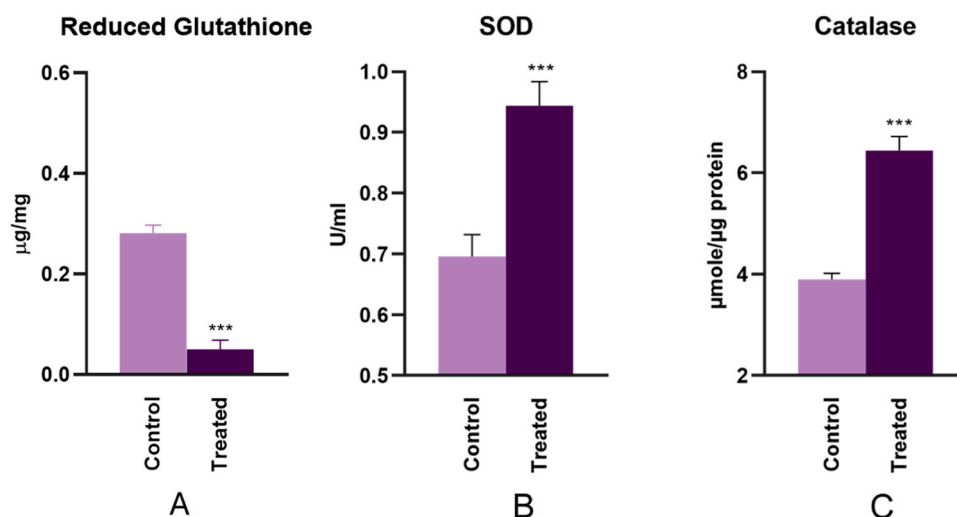 Reduced Glutathione
0.6
0.4
0.2
0.0
µg/mg
***
Control
Treated
A
SOD
1.0
0.9
0.8
0.7
0.6
0.5
U/ml
***
Control
Treated
B
Catalase
8
6
4
2
µmole/µg protein
***
Control
Treated
C